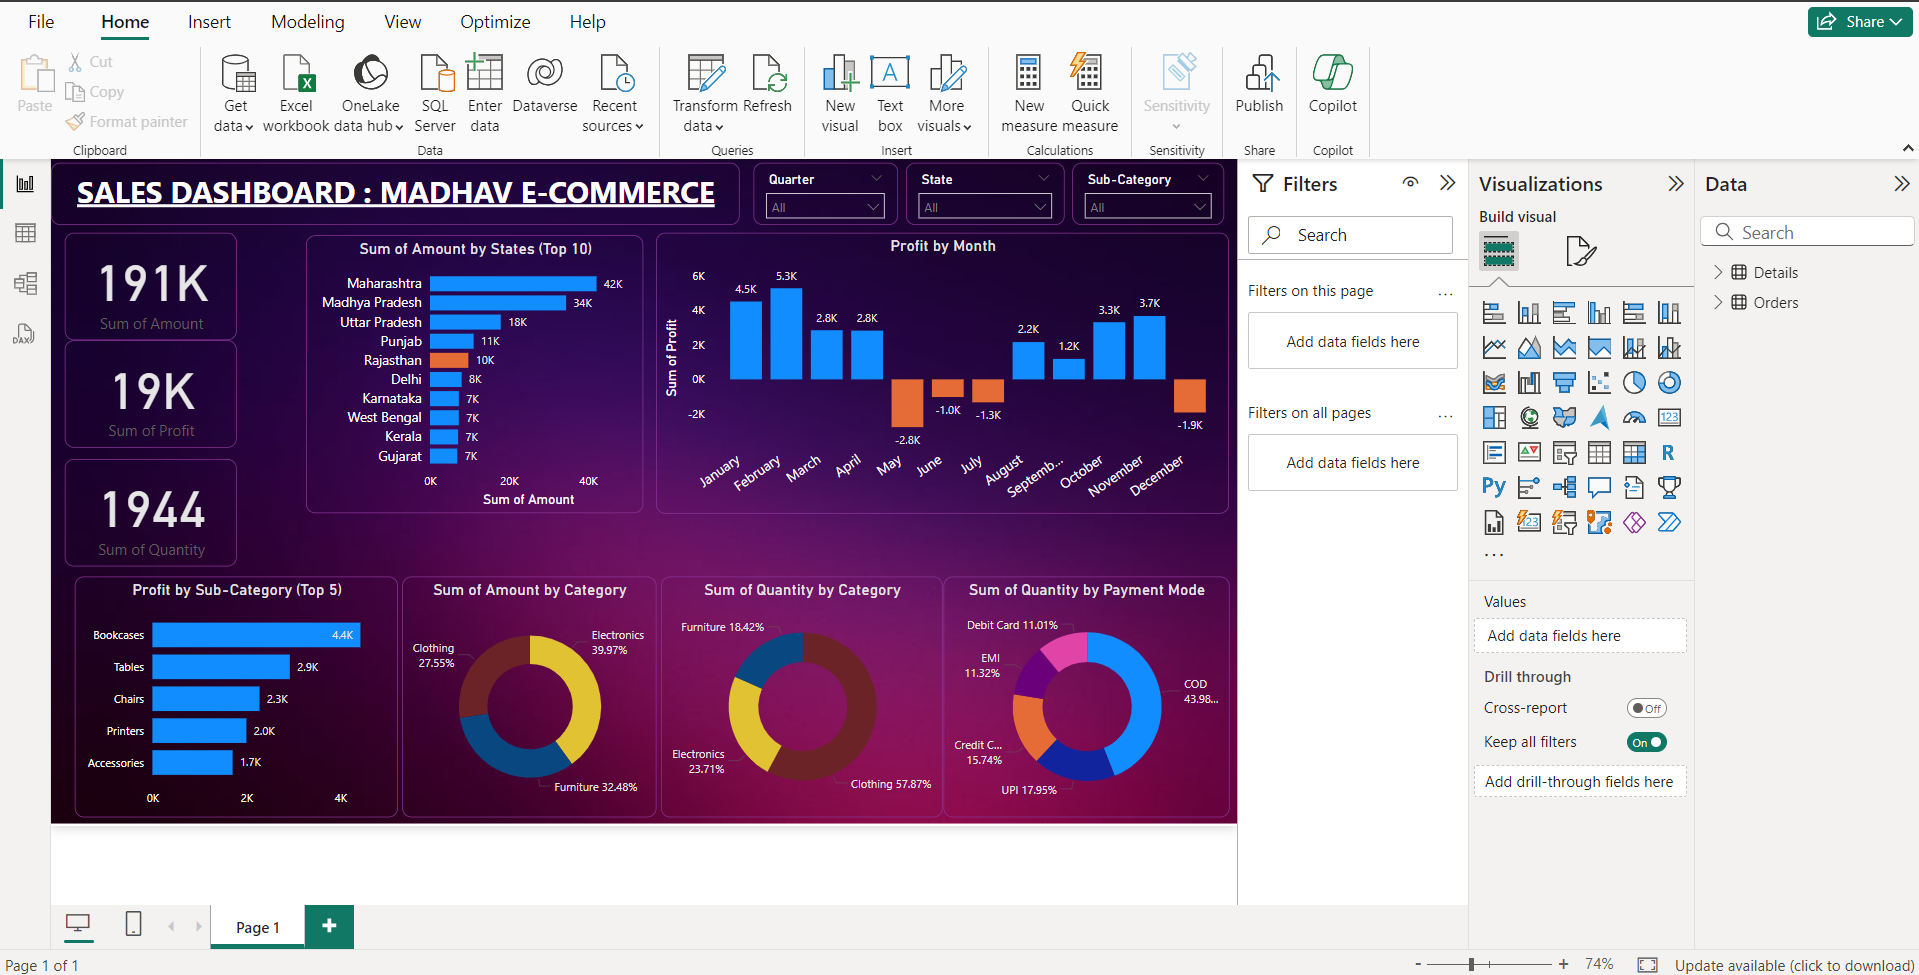 File Home Insert Modeling View Optimize Help Share
Paste
Cut
Copy
Format painter
Clipboard
Get data
Excel workbook
OneLake data hub
SQL Server
Enter data
Dataverse
Recent sources
Data
Transform data
Refresh
Queries
New visual
Text box
More visuals
Insert
New measure
Quick measure
Calculations
Sensitivity
Sensitivity
Publish
Share
Copilot
Copilot
SALES DASHBOARD : MADHAV E-COMMERCE
Quarter
All
State
All
Sub-Category
All
191K
Sum of Amount
19K
Sum of Profit
1944
Sum of Quantity
Sum of Amount by States (Top 10)
Maharashtra 42K
Madhya Pradesh 34K
Uttar Pradesh 18K
Punjab 11K
Rajasthan 10K
Delhi 8K
Karnataka 7K
West Bengal 7K
Kerala 7K
Gujarat 7K
0K 20K 40K
Sum of Amount
Profit by Month
Sum of Profit
6K
4K
2K
0K
-2K
4.5K
5.3K
2.8K
2.8K
-2.8K
-1.0K
-1.3K
2.2K
1.2K
3.3K
3.7K
-1.9K
January
February
March
April
May
June
July
August
Septemb...
October
November
December
Profit by Sub-Category (Top 5)
Bookcases 4.4K
Tables 2.9K
Chairs 2.3K
Printers 2.0K
Accessories 1.7K
0K 2K 4K
Sum of Amount by Category
Clothing
27.55%
Electronics
39.97%
Furniture 32.48%
Sum of Quantity by Category
Furniture 18.42%
Electronics
23.71%
Clothing 57.87%
Sum of Quantity by Payment Mode
Debit Card 11.01%
EMI
11.32%
Credit C...
15.74%
UPI 17.95%
COD
43.98...
Filters
Search
Filters on this page
...
Add data fields here
Filters on all pages
...
Add data fields here
Visualizations
Build visual
123
R
Py
123
...
Values
Add data fields here
Drill through
Cross-report Off
Keep all filters On
Add drill-through fields here
Data
Search
Details
Orders
DAX
Page 1
+
Page 1 of 1
- + 74%
Update available (click to download)